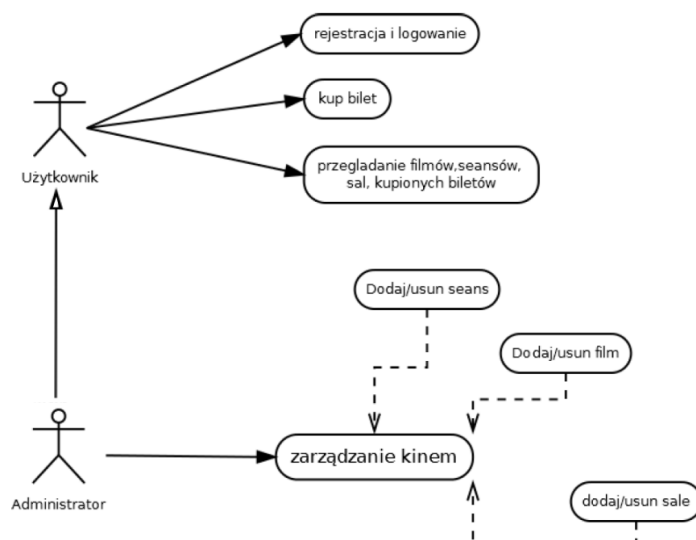 rejestracja i logowanie
kup bilet
przegladanie filmów,seansów,
sal, kupionych biletów
Użytkownik
Dodaj/usun seans
Dodaj/usun film
zarządzanie kinem
Administrator
dodaj/usun sale